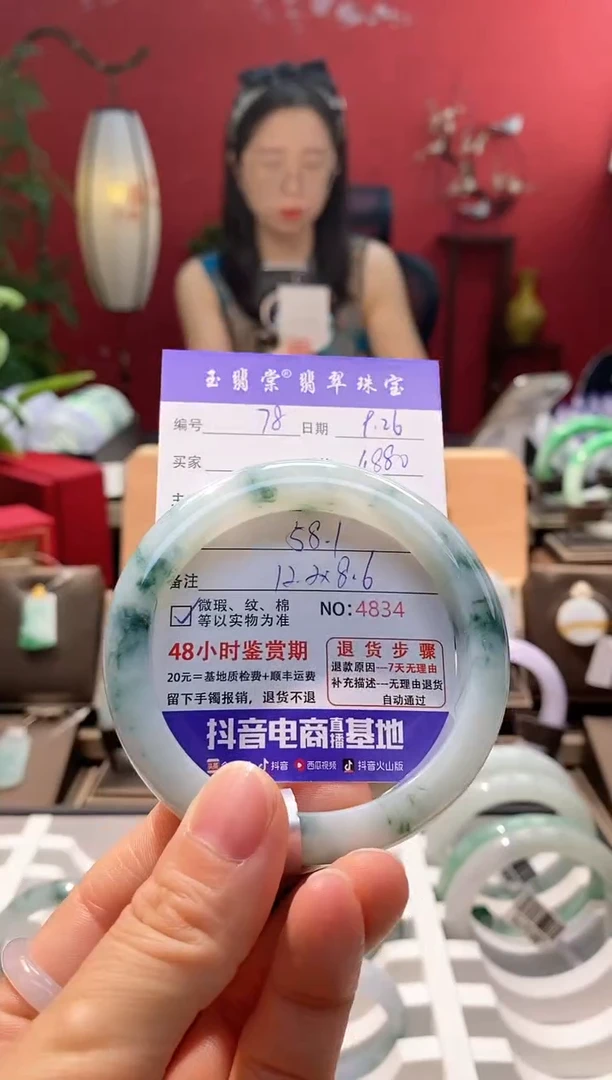 玉翡棠®翡翠珠宝
编号 78 日期 9.26
买家 4880
58.1
备注 12.2x8.6
微瑕、纹、棉 NO:4834
等以实物为准
48小时鉴赏期
20元=基地质检费+顺丰运费
留下手镯报销，退货不退
退货步骤
退款原因---7天无理由
补充描述---无理由退货
自动通过
抖音电商直播基地
抖音 西瓜视频 抖音火山版